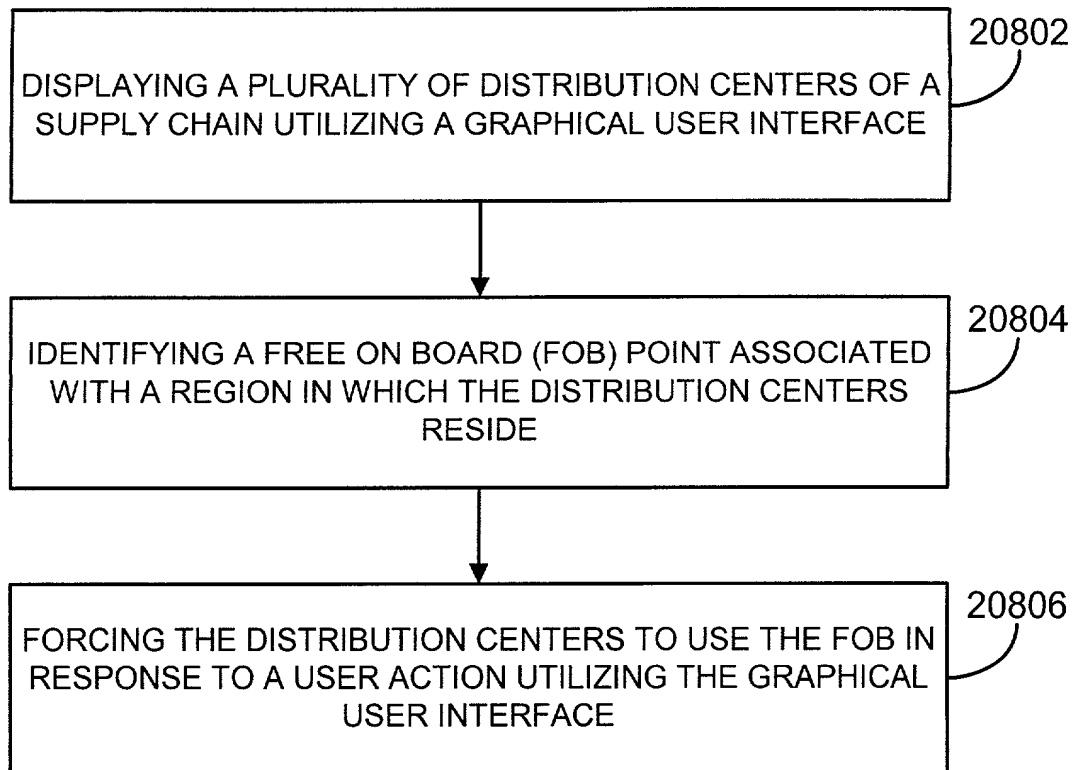 20802
DISPLAYING A PLURALITY OF DISTRIBUTION CENTERS OF A
SUPPLY CHAIN UTILIZING A GRAPHICAL USER INTERFACE
20804
IDENTIFYING A FREE ON BOARD (FOB) POINT ASSOCIATED
WITH A REGION IN WHICH THE DISTRIBUTION CENTERS
RESIDE
20806
FORCING THE DISTRIBUTION CENTERS TO USE THE FOB IN
RESPONSE TO A USER ACTION UTILIZING THE GRAPHICAL
USER INTERFACE